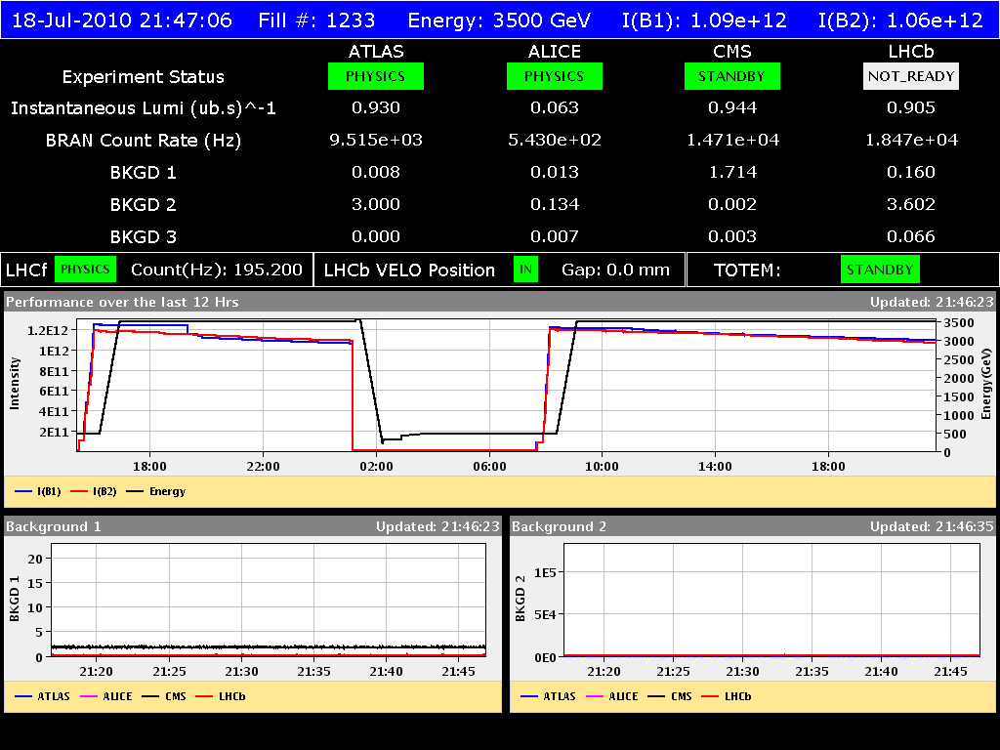 18-Jul-2010 21:47:06 Fill #: 1233 Energy: 3500 GeV I(B1): 1.09e+12 I(B2): 1.06e+12
ATLAS ALICE CMS LHCb
Experiment Status PHYSICS PHYSICS STANDBY NOT_READY
Instantaneous Lumi (ub.s)^-1 0.930 0.063 0.944 0.905
BRAN Count Rate (Hz) 9.515e+03 5.430e+02 1.471e+04 1.847e+04
BKGD 1 0.008 0.013 1.714 0.160
BKGD 2 3.000 0.134 0.002 3.602
BKGD 3 0.000 0.007 0.003 0.066
LHCf PHYSICS Count(Hz): 195.200 LHCb VELO Position IN Gap: 0.0 mm TOTEM: STANDBY
Performance over the last 12 Hrs Updated: 21:46:23
Intensity
1.2E12
1E12
8E11
6E11
4E11
2E11
3500
3000
2500
2000
1500
1000
500
0
Energy(GeV)
18:00 22:00 02:00 06:00 10:00 14:00 18:00
I(B1) I(B2) Energy
Background 1 Updated: 21:46:23
BKGD 1
20
15
10
5
0
21:20 21:25 21:30 21:35 21:40 21:45
ATLAS ALICE CMS LHCb
Background 2 Updated: 21:46:35
BKGD 2
1E5
5E4
0E0
21:20 21:25 21:30 21:35 21:40 21:45
ATLAS ALICE CMS LHCb